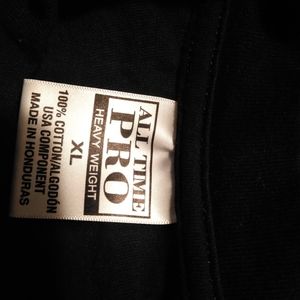 ALL TIME
PRO
HEAVY WEIGHT
XL
100% COTTON/ALGODÓN
USA COMPONENT
MADE IN HONDURAS